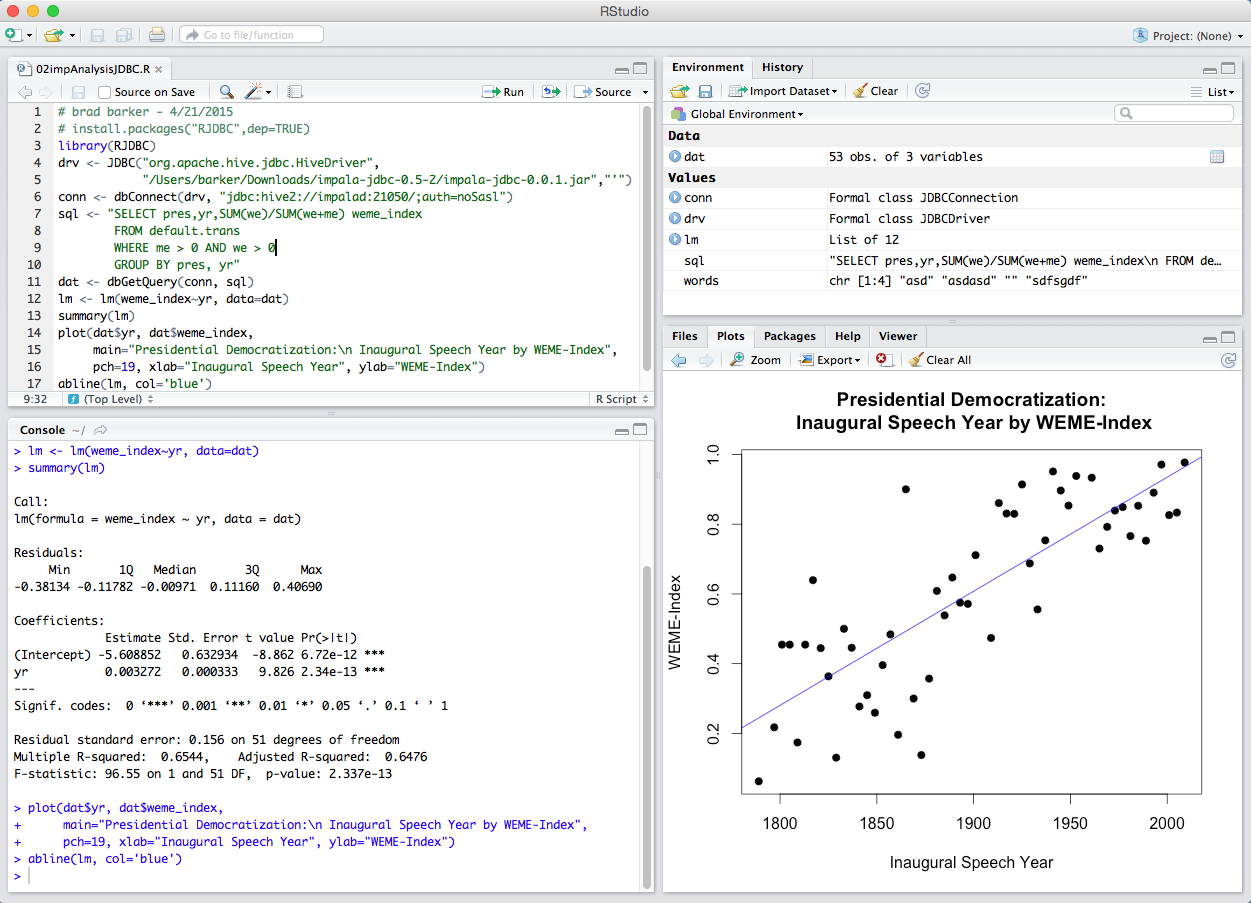 RStudio
Go to file/function
Project: (None)
02impAnalysisJDBC.R
Source on Save
Run
Source
1 # brad barker - 4/21/2015
2 # install.packages("RJDBC",dep=TRUE)
3 library(RJDBC)
4 drv <- JDBC("org.apache.hive.jdbc.HiveDriver",
5 "/Users/barker/Downloads/impala-jdbc-0.5-2/impala-jdbc-0.0.1.jar","'")
6 conn <- dbConnect(drv, "jdbc:hive2://impalad:21050/;auth=noSasl")
7 sql <- "SELECT pres,yr,SUM(we)/SUM(we+me) weme_index
8 FROM default.trans
9 WHERE me > 0 AND we > 0
10 GROUP BY pres, yr"
11 dat <- dbGetQuery(conn, sql)
12 lm <- lm(weme_index~yr, data=dat)
13 summary(lm)
14 plot(dat$yr, dat$weme_index,
15 main="Presidential Democratization:\n Inaugural Speech Year by WEME-Index",
16 pch=19, xlab="Inaugural Speech Year", ylab="WEME-Index")
17 abline(lm, col='blue')
9:32 (Top Level) R Script
Console ~/
> lm <- lm(weme_index~yr, data=dat)
> summary(lm)
Call:
lm(formula = weme_index ~ yr, data = dat)
Residuals:
Min 1Q Median 3Q Max
-0.38134 -0.11782 -0.00971 0.11160 0.40690
Coefficients:
Estimate Std. Error t value Pr(>|t|)
(Intercept) -5.608852 0.632934 -8.862 6.72e-12 ***
yr 0.003272 0.000333 9.826 2.34e-13 ***
---
Signif. codes: 0 ‘***’ 0.001 ‘**’ 0.01 ‘*’ 0.05 ‘.’ 0.1 ‘ ’ 1
Residual standard error: 0.156 on 51 degrees of freedom
Multiple R-squared: 0.6544, Adjusted R-squared: 0.6476
F-statistic: 96.55 on 1 and 51 DF, p-value: 2.337e-13
> plot(dat$yr, dat$weme_index,
+ main="Presidential Democratization:\n Inaugural Speech Year by WEME-Index",
+ pch=19, xlab="Inaugural Speech Year", ylab="WEME-Index")
> abline(lm, col='blue')
>
Environment History
Import Dataset Clear List
Global Environment
Data
dat 53 obs. of 3 variables
Values
conn Formal class JDBCConnection
drv Formal class JDBCDriver
lm List of 12
sql "SELECT pres,yr,SUM(we)/SUM(we+me) weme_index\n FROM de…
words chr [1:4] "asd" "asdasd" "" "sdfsgdf"
Files Plots Packages Help Viewer
Zoom Export Clear All
Presidential Democratization:
Inaugural Speech Year by WEME-Index
WEME-Index
1.0
0.8
0.6
0.4
0.2
1800 1850 1900 1950 2000
Inaugural Speech Year